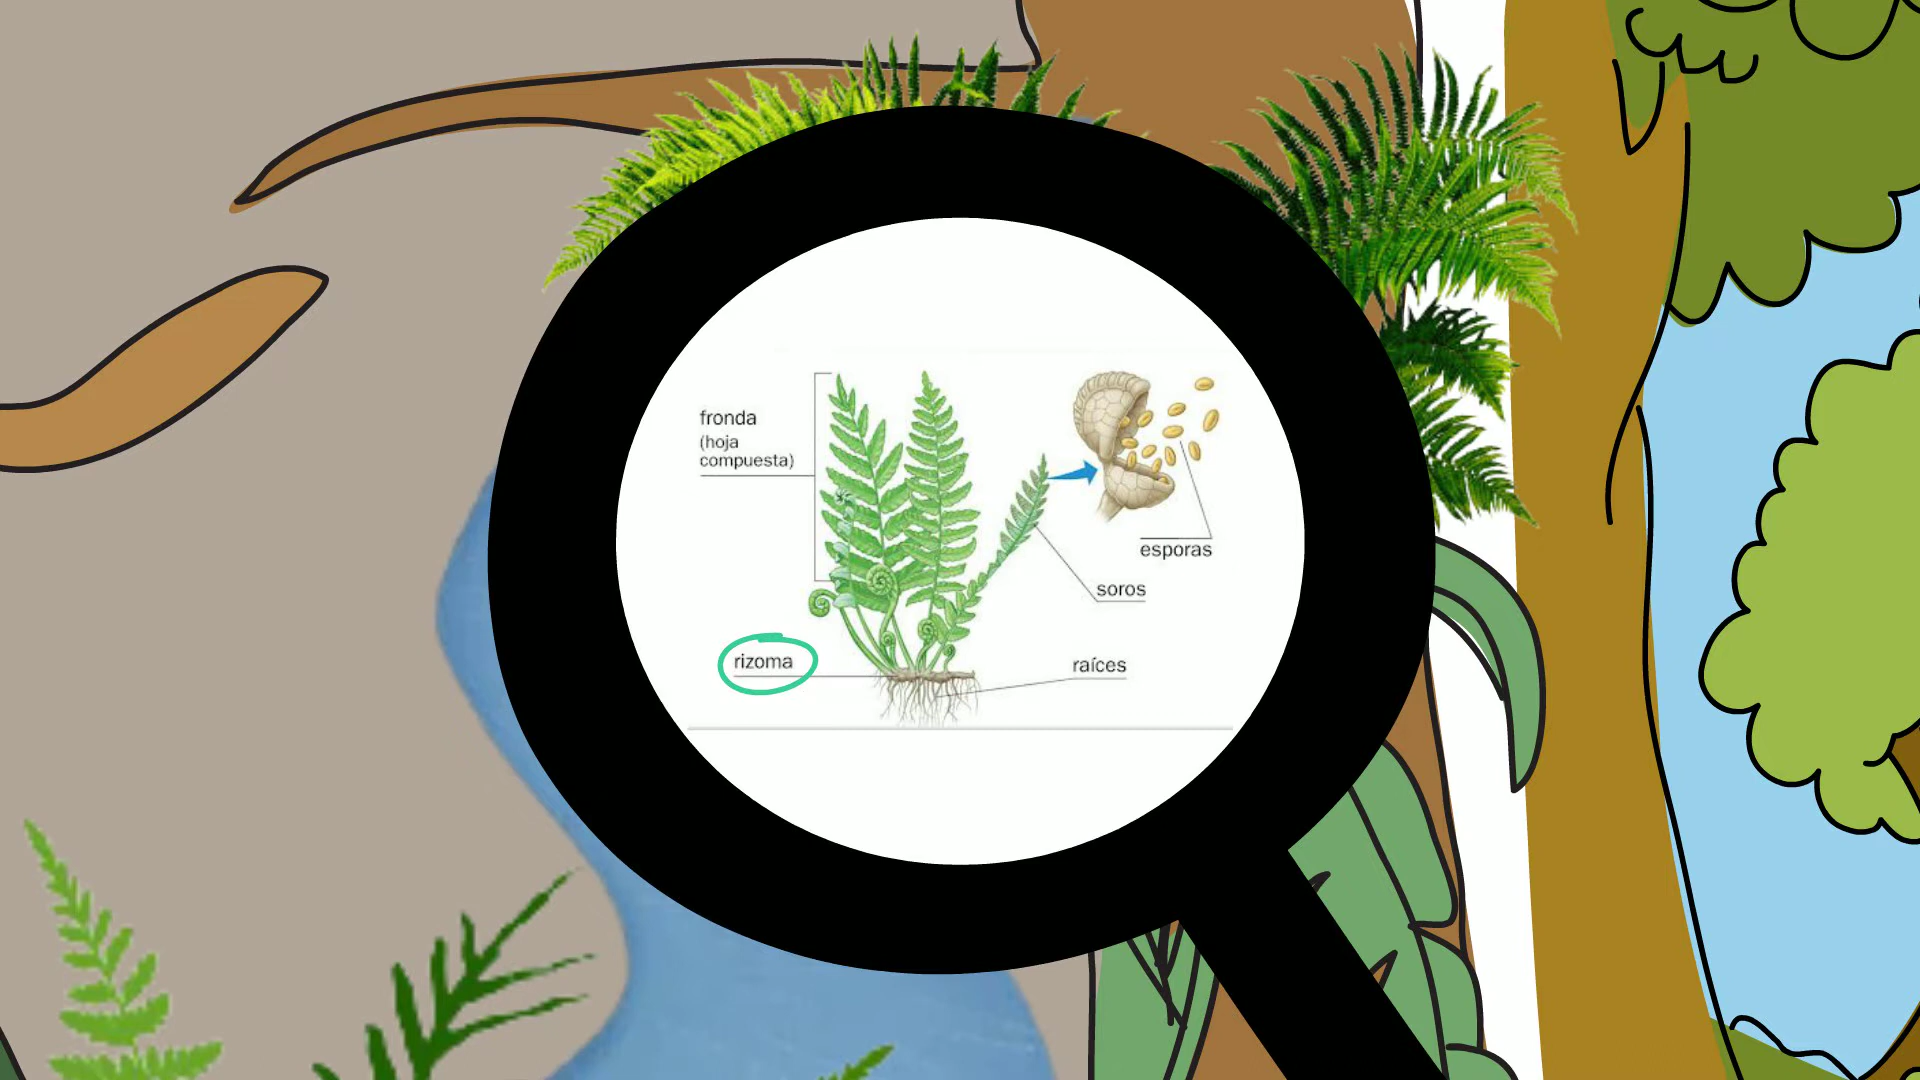 fronda
(hoja
compuesta)
esporas
soros
rizoma
raíces